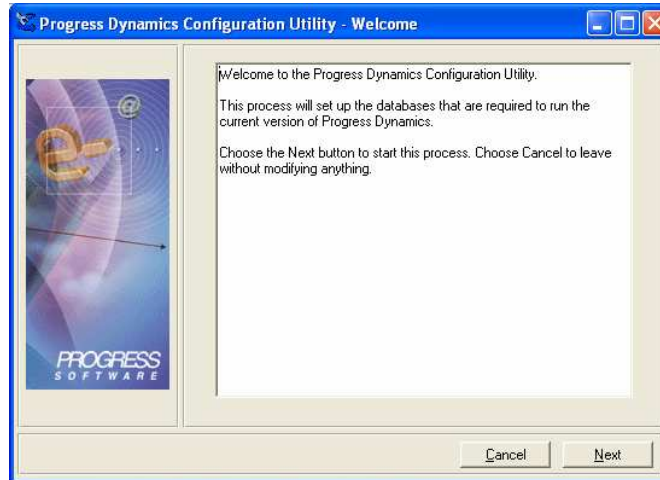 Progress Dynamics Configuration Utility - Welcome
Welcome to the Progress Dynamics Configuration Utility.
This process will set up the databases that are required to run the
current version of Progress Dynamics.
Choose the Next button to start this process. Choose Cancel to leave
without modifying anything.
@
e-
PROGRESS
SOFTWARE
Cancel
Next